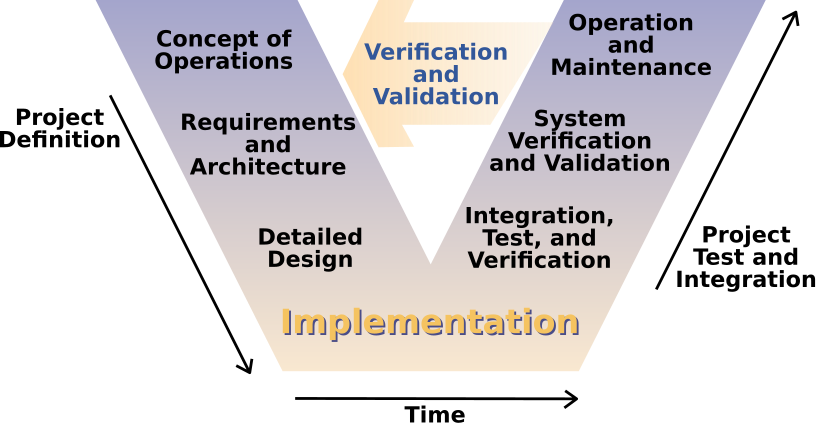 Concept of
Operations
Verification
and
Validation
Operation
and
Maintenance
Project
Definition
Requirements
and
Architecture
System
Verification
and Validation
Detailed
Design
Integration,
Test, and
Verification
Project
Test and
Integration
Implementation
Time